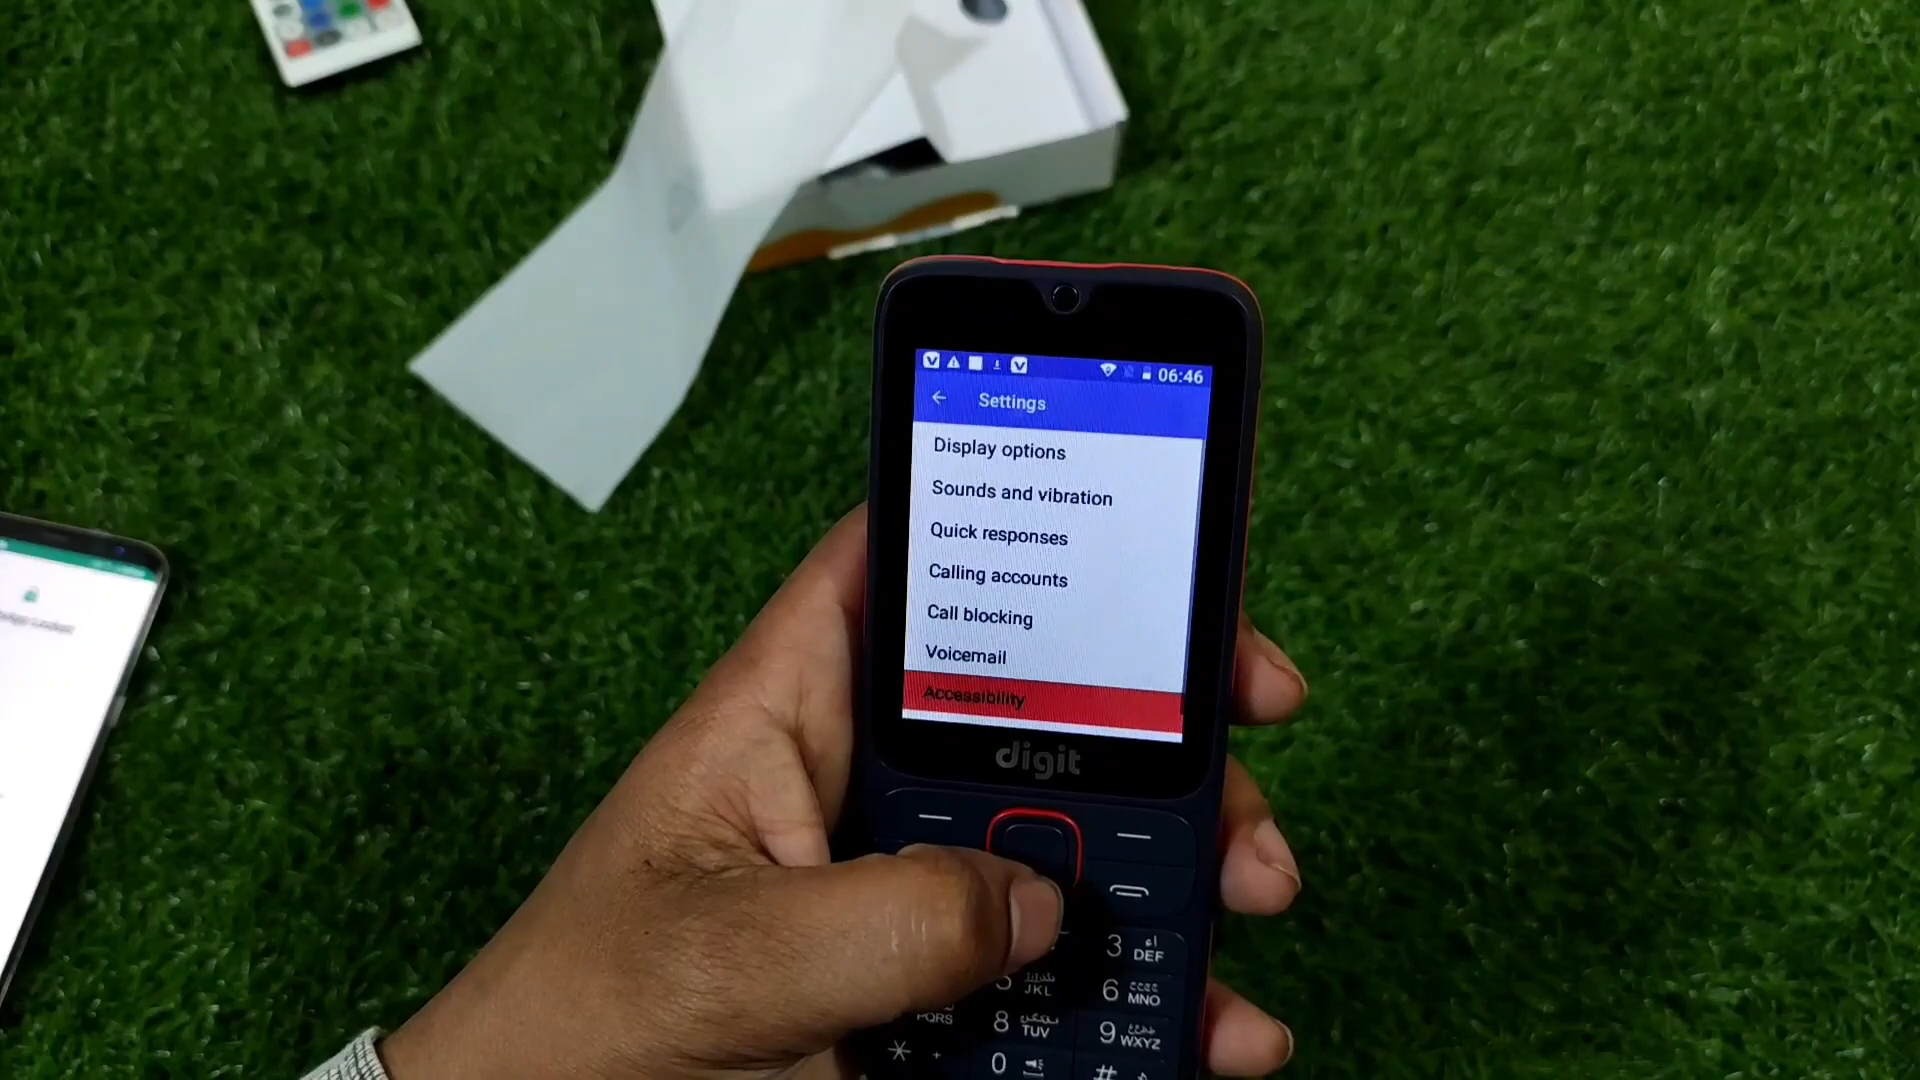 06:46
Settings
Display options
Sounds and vibration
Quick responses
Calling accounts
Call blocking
Voicemail
Accessibility
digit
3 DEF
5 JKL
6 MNO
PQRS
8 TUV
9 WXYZ
* +
0
#